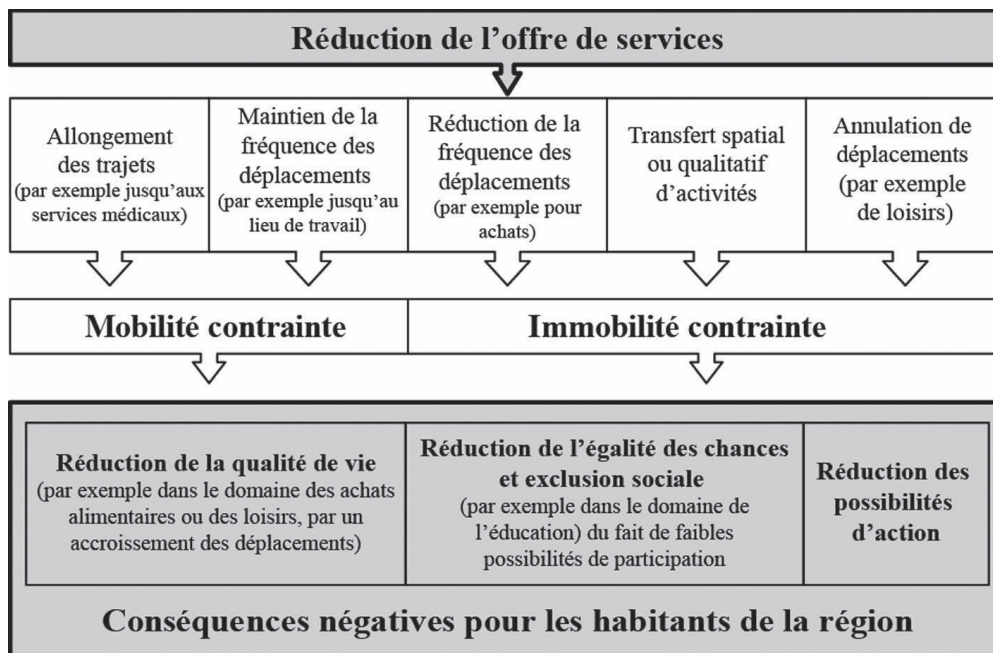 Réduction de l’offre de services
Allongement
des trajets
(par exemple jusqu’aux
services médicaux)
Maintien de la
fréquence des
déplacements
(par exemple jusqu’au
lieu de travail)
Réduction de la
fréquence des
déplacements
(par exemple pour
achats)
Transfert spatial
ou qualitatif
d’activités
Annulation de
déplacements
(par exemple
de loisirs)
Mobilité contrainte
Immobilité contrainte
Réduction de la qualité de vie
(par exemple dans le domaine des achats
alimentaires ou des loisirs, par un
accroissement des déplacements)
Réduction de l’égalité des chances
et exclusion sociale
(par exemple dans le domaine de
l’éducation) du fait de faibles
possibilités de participation
Réduction des
possibilités
d’action
Conséquences négatives pour les habitants de la région